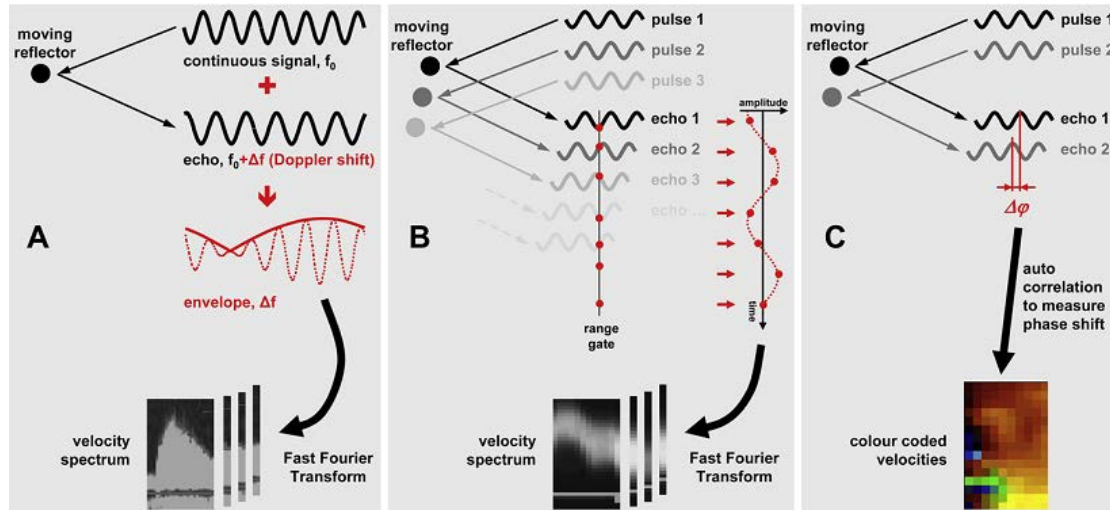 moving
reflector
continuous signal, f0
+
echo, f0+Δf (Doppler shift)
A
envelope, Δf
velocity
spectrum
Fast Fourier
Transform
moving
reflector
pulse 1
pulse 2
pulse 3
echo 1
echo 2
echo 3
echo ...
amplitude
time
B
range
gate
velocity
spectrum
Fast Fourier
Transform
moving
reflector
pulse 1
pulse 2
echo 1
echo 2
Δφ
C
auto
correlation
to measure
phase shift
colour coded
velocities